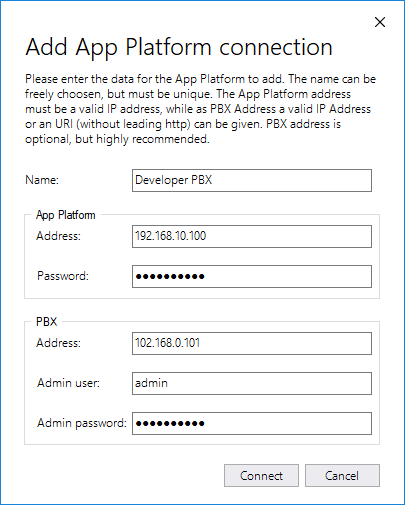 Add App Platform connection
Please enter the data for the App Platform to add. The name can be
freely choosen, but must be unique. The App Platform address
must be a valid IP address, while as PBX Address a valid IP Address
or an URI (without leading http) can be given. PBX address is
optional, but highly recommended.
Name: Developer PBX
App Platform
Address: 192.168.10.100
Password: ●●●●●●●●●●
PBX
Address: 102.168.0.101
Admin user: admin
Admin password: ●●●●●●●●●●
Connect Cancel